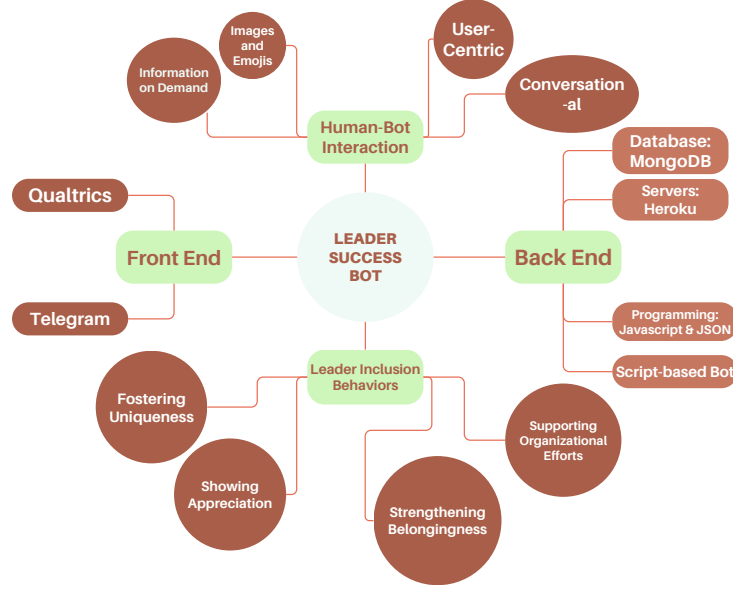 Images
and
Emojis
User-
Centric
Information
on Demand
Conversation
-al
Human-Bot
Interaction
Database:
MongoDB
Servers:
Heroku
Qualtrics
Front End
LEADER
SUCCESS
BOT
Back End
Telegram
Programming:
Javascript & JSON
Script-based Bot
Leader Inclusion
Behaviors
Fostering
Uniqueness
Supporting
Organizational
Efforts
Showing
Appreciation
Strengthening
Belongingness